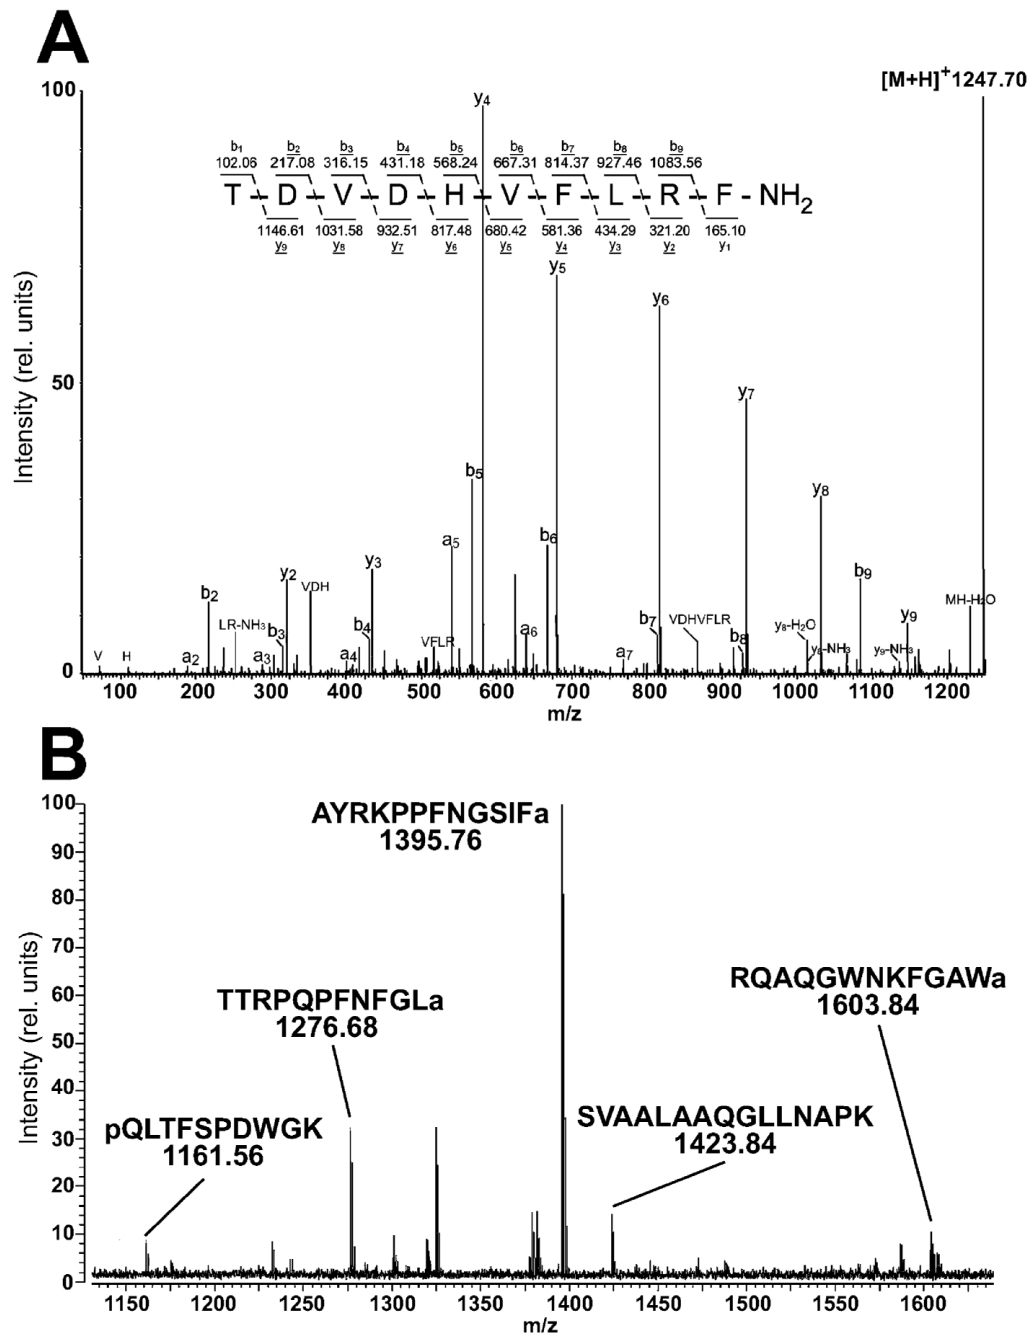 A
[M+H]+1247.70
100
y4
b1 b2 b3 b4 b5 b6 b7 b8 b9
102.06 217.08 316.15 431.18 568.24 667.31 814.37 927.46 1083.56
T D V D H V F L R F - NH2
1146.61 1031.58 932.51 817.48 680.42 581.36 434.29 321.20 165.10
y9 y8 y7 y6 y5 y4 y3 y2 y1
y5
y6
Intensity (rel. units)
50
y7
b5
y8
a5
b6
y3
y2
VDH
b9
b2
MH-H2O
LR-NH3
b3
b4
a6
b7
VDHVFLR
y8-H2O
y9
VFLR
b8
y8-NH3
y9-NH3
V
H
a2
a3
a4
a7
0
100 200 300 400 500 600 700 800 900 1000 1100 1200
m/z
B
100
AYRKPPFNGSIFa
1395.76
90
80
70
RQAQGWNKFGAWa
1603.84
60
TTRPQPFNFGLa
1276.68
50
Intensity (rel. units)
40
SVAALAAQGLLNAPK
1423.84
pQLTFSPDWGK
1161.56
30
20
10
0
1150 1200 1250 1300 1350 1400 1450 1500 1550 1600
m/z